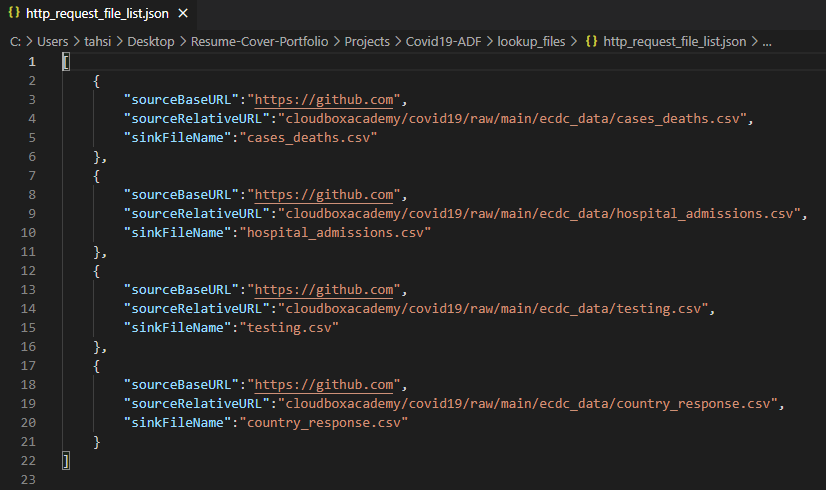 {} http_request_file_list.json ×
C: > Users > tahsi > Desktop > Resume-Cover-Portfolio > Projects > Covid19-ADF > lookup_files > {} http_request_file_list.json > ...
1 [
2 {
3 "sourceBaseURL":"https://github.com",
4 "sourceRelativeURL":"cloudboxacademy/covid19/raw/main/ecdc_data/cases_deaths.csv",
5 "sinkFileName":"cases_deaths.csv"
6 },
7 {
8 "sourceBaseURL":"https://github.com",
9 "sourceRelativeURL":"cloudboxacademy/covid19/raw/main/ecdc_data/hospital_admissions.csv",
10 "sinkFileName":"hospital_admissions.csv"
11 },
12 {
13 "sourceBaseURL":"https://github.com",
14 "sourceRelativeURL":"cloudboxacademy/covid19/raw/main/ecdc_data/testing.csv",
15 "sinkFileName":"testing.csv"
16 },
17 {
18 "sourceBaseURL":"https://github.com",
19 "sourceRelativeURL":"cloudboxacademy/covid19/raw/main/ecdc_data/country_response.csv",
20 "sinkFileName":"country_response.csv"
21 }
22 ]
23